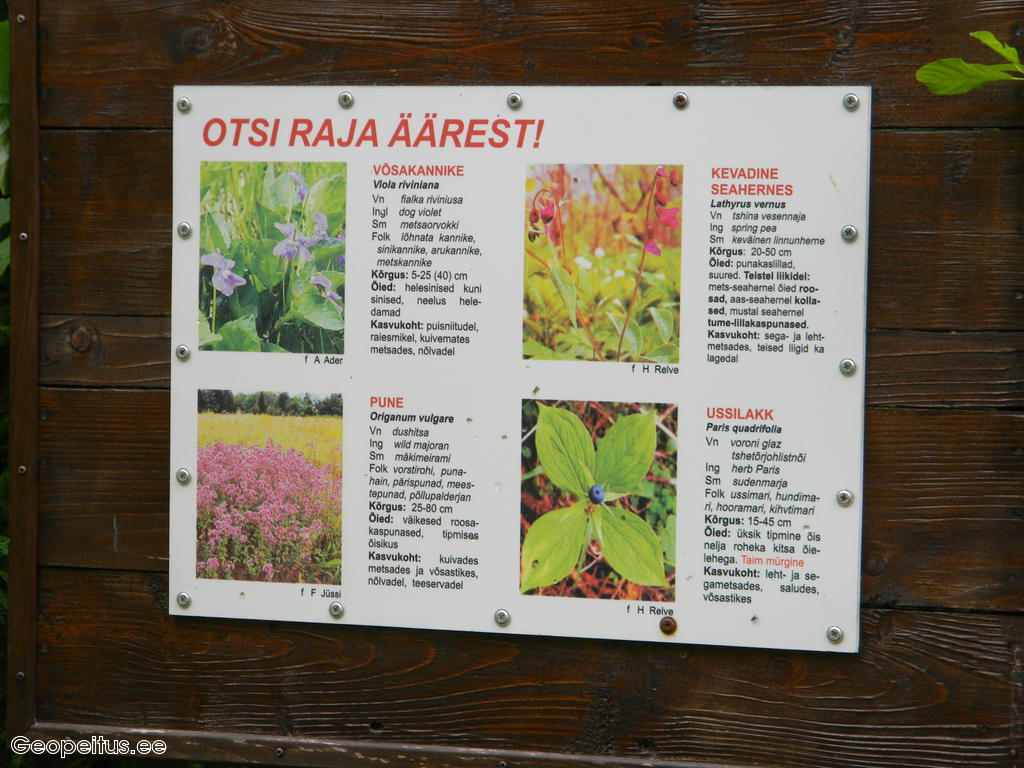 OTSI RAJA ÄÄREST!
VÕSAKANNIKE
Viola riviniana
Vn fialka riviniusa
Ingl dog violet
Sm metsaorvokki
Folk lõhnata kannike,
sinikannike, arukannike,
metskannike
Kõrgus: 5-25 (40) cm
Õied: helesinised kuni
sinised, neelus hele-
damad
Kasvukoht: puisniitudel,
raiesmikel, kuivemates
metsades, nõlvadel
f A Ader
KEVADINE
SEAHERNES
Lathyrus vernus
Vn tshina vesennaja
Ing spring pea
Sm keväinen linnunherne
Kõrgus: 20-50 cm
Õied: punakaslillad,
suured. Teistel liikidel:
mets-seahernel õied roo-
sad, aas-seahernel kolla-
sed, mustal seahernel
tume-lillakaspunased.
Kasvukoht: sega- ja leht-
metsades, teised liigid ka
lagedal
f H Relve
PUNE
Origanum vulgare
Vn dushitsa
Ing wild majoran
Sm mäkimeirami
Folk vorstirohi, puna-
hain, pärispunad, mees-
tepunad, põllupalderjan
Kõrgus: 25-80 cm
Õied: väikesed roosa-
kaspunased, tipmises
õisikus
Kasvukoht: kuivades
metsades ja võsastikes,
nõlvadel, teeservadel
f F Jüssi
USSILAKK
Paris quadrifolia
Vn voroni glaz
tshetõrjohlistnõi
Ing herb Paris
Sm sudenmarja
Folk ussimari, hundima-
ri, hooramari, kihvtimari
Kõrgus: 15-45 cm
Õied: üksik tipmine õis
nelja roheka kitsa õie-
lehega. Taim mürgine
Kasvukoht: leht- ja se-
gametsades, saludes,
võsastikes
f H Relve
Geopeitus.ee